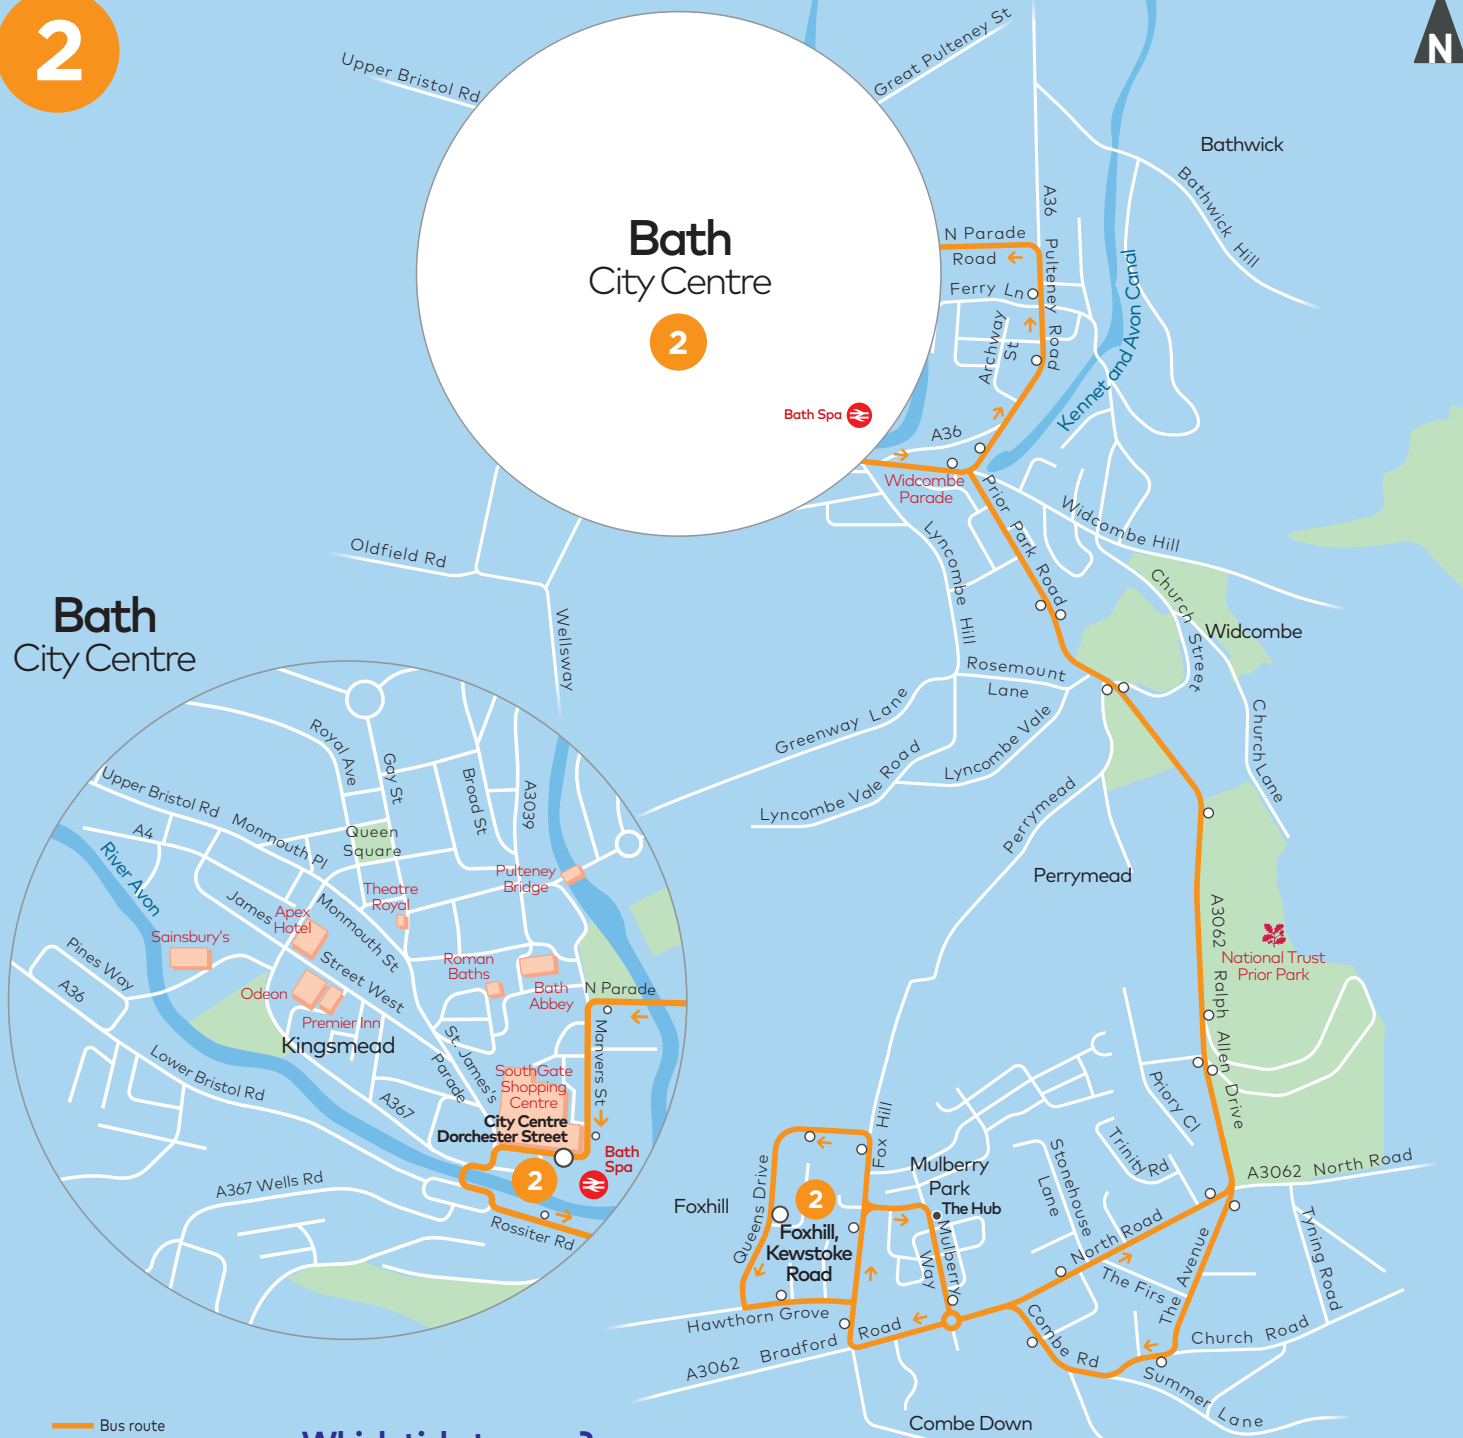 2
N
Upper Bristol Rd
Great Pulteney St
Bathwick
Bathwick Hill
A36 Pulteney Road
Bath
City Centre
2
Bath Spa
N Parade
Road
Ferry Ln
Archway
St
Kennet and Avon Canal
A36
Widcombe
Parade
Prior Park Road
Widcombe Hill
Lyncombe Hill
Church Street
Widcombe
Oldfield Rd
Wellsway
Rosemount
Lane
Greenway Lane
Lyncombe Vale
Lyncombe Vale Road
Church Lane
Perrymead
Perrymead
A3062 Ralph Allen Drive
National Trust
Prior Park
Bath
City Centre
Royal Ave
Gay St
Broad St
A3039
Upper Bristol Rd
Monmouth Pl
A4
Queen
Square
River Avon
Pulteney
Bridge
Theatre
Royal
James Street West
Apex
Hotel
Monmouth St
Sainsbury's
Pines Way
A36
Roman
Baths
Bath
Abbey
N Parade
Odeon
Premier Inn
Kingsmead
Manvers St
St. James's
Parade
Lower Bristol Rd
A367
SouthGate
Shopping
Centre
City Centre
Dorchester Street
Bath
Spa
2
A367 Wells Rd
Rossiter Rd
Fox Hill
Priory Cl
Trinity Rd
Stonehouse
Lane
Mulberry
Park
The Hub
A3062 North Road
Foxhill
Queens Drive
2
Foxhill,
Kewstoke
Road
Mulberry
Way
North Road
The Firs
The Avenue
Tyning Road
Hawthorn Grove
A3062 Bradford Road
Combe Rd
Church Road
Summer Lane
Combe Down
Bus route